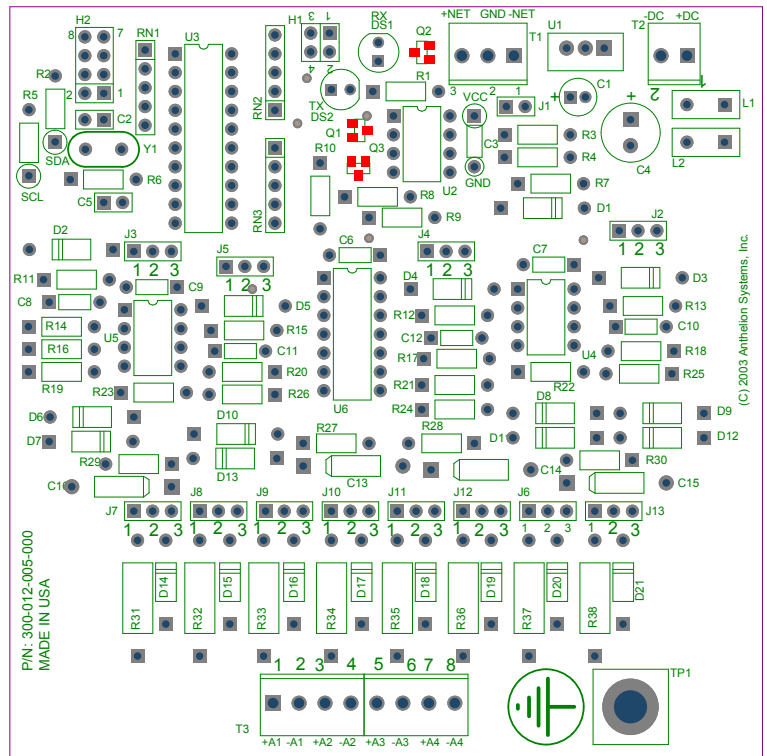 H2
8
7
2
1
RN1
U3
H1
3
1
4
2
RX
DS1
Q2
+NET
GND
-NET
T1
3
2
1
U1
T2
-DC
+DC
2
1
R2
R5
C2
Y1
SDA
SCL
R6
C5
RN2
TX
DS2
R1
VCC
J1
2
1
C1
+
+
L1
L2
Q1
Q3
R10
U2
C3
GND
R3
R4
R7
C4
R8
R9
D1
RN3
D2
J3
1 2 3
J5
1 2 3
C6
J4
1 2 3
C7
J2
1 2 3
R11
C8
C9
D5
D4
D3
R14
U5
R15
R12
R13
C10
R16
C11
C12
R17
R18
R19
R20
U4
R25
R23
R26
U6
R21
R22
R24
D6
D10
D8
D9
D7
D13
R27
R28
D1
D12
R29
C13
C14
R30
C15
C16
J7
1 2 3
J8
1 2 3
J9
1 2 3
J10
1 2 3
J11
1 2 3
J12
1 2 3
J6
1 2 3
J13
1 2 3
R31
D14
R32
D15
R33
D16
R34
D17
R35
D18
R36
D19
R37
D20
R38
D21
P/N: 300-012-005-000
MADE IN USA
(C) 2003 Anthelion Systems, Inc.
1 2 3 4 5 6 7 8
T3
+A1 -A1 +A2 -A2 +A3 -A3 +A4 -A4
TP1